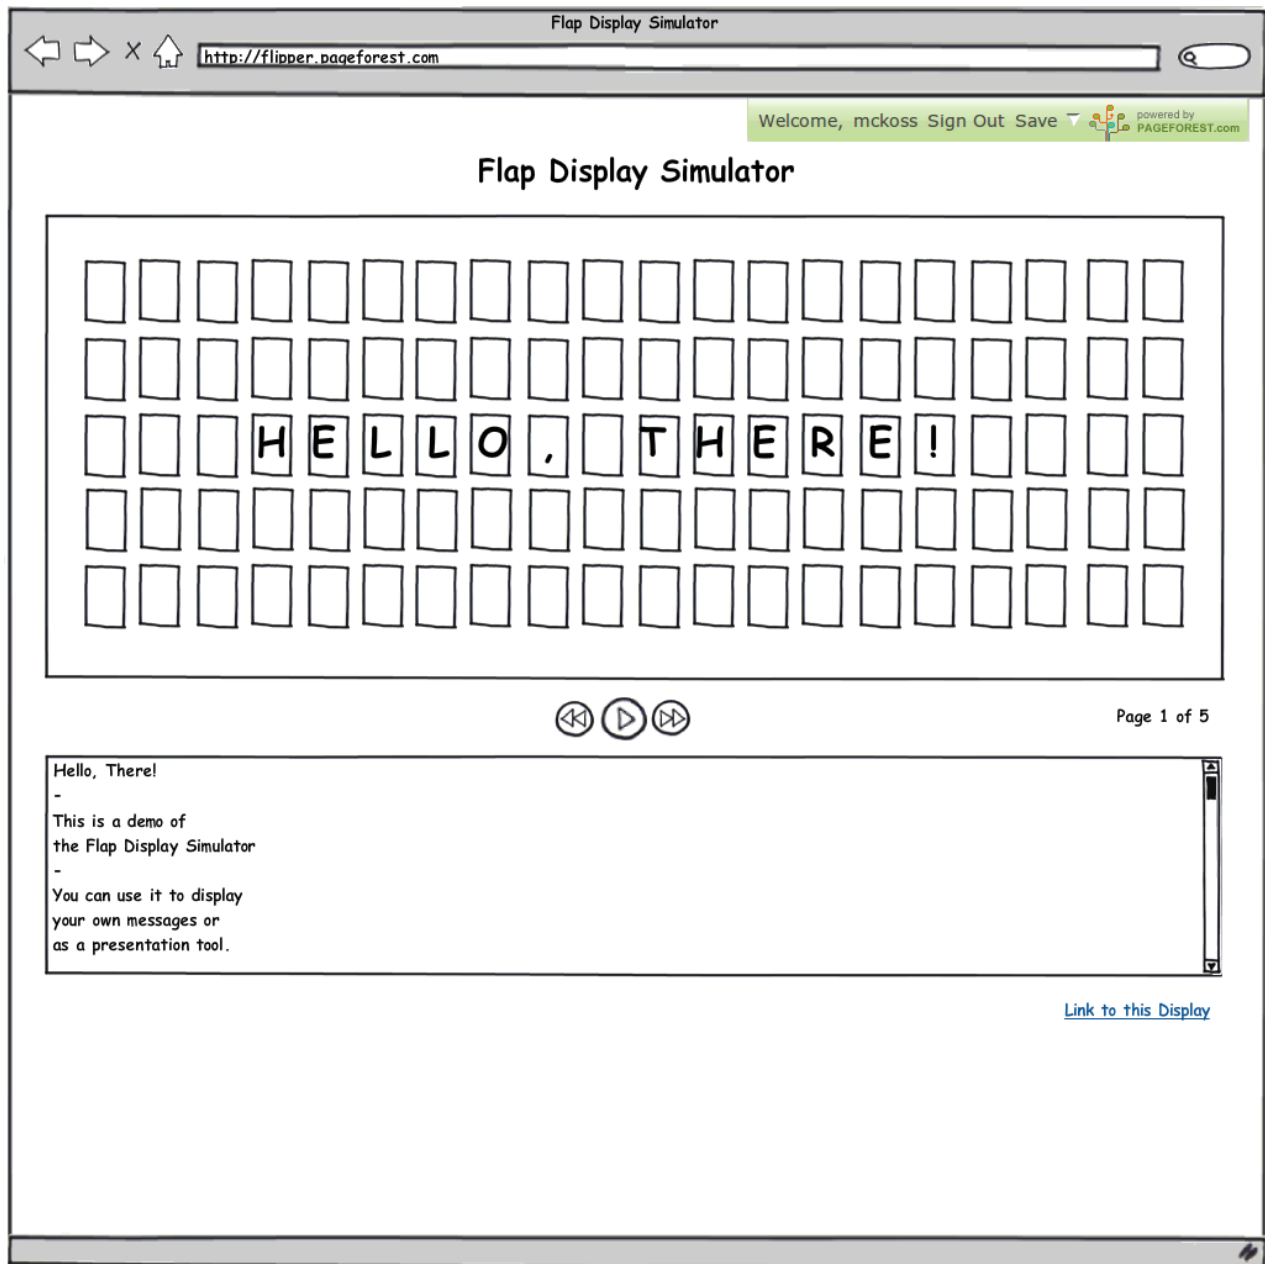 Flap Display Simulator
http://flipper.pageforest.com
Welcome, mckoss Sign Out Save powered by
PAGEFOREST.com
Flap Display Simulator
HELLO, THERE!
Page 1 of 5
Hello, There!
-
This is a demo of
the Flap Display Simulator
-
You can use it to display
your own messages or
as a presentation tool.
Link to this Display